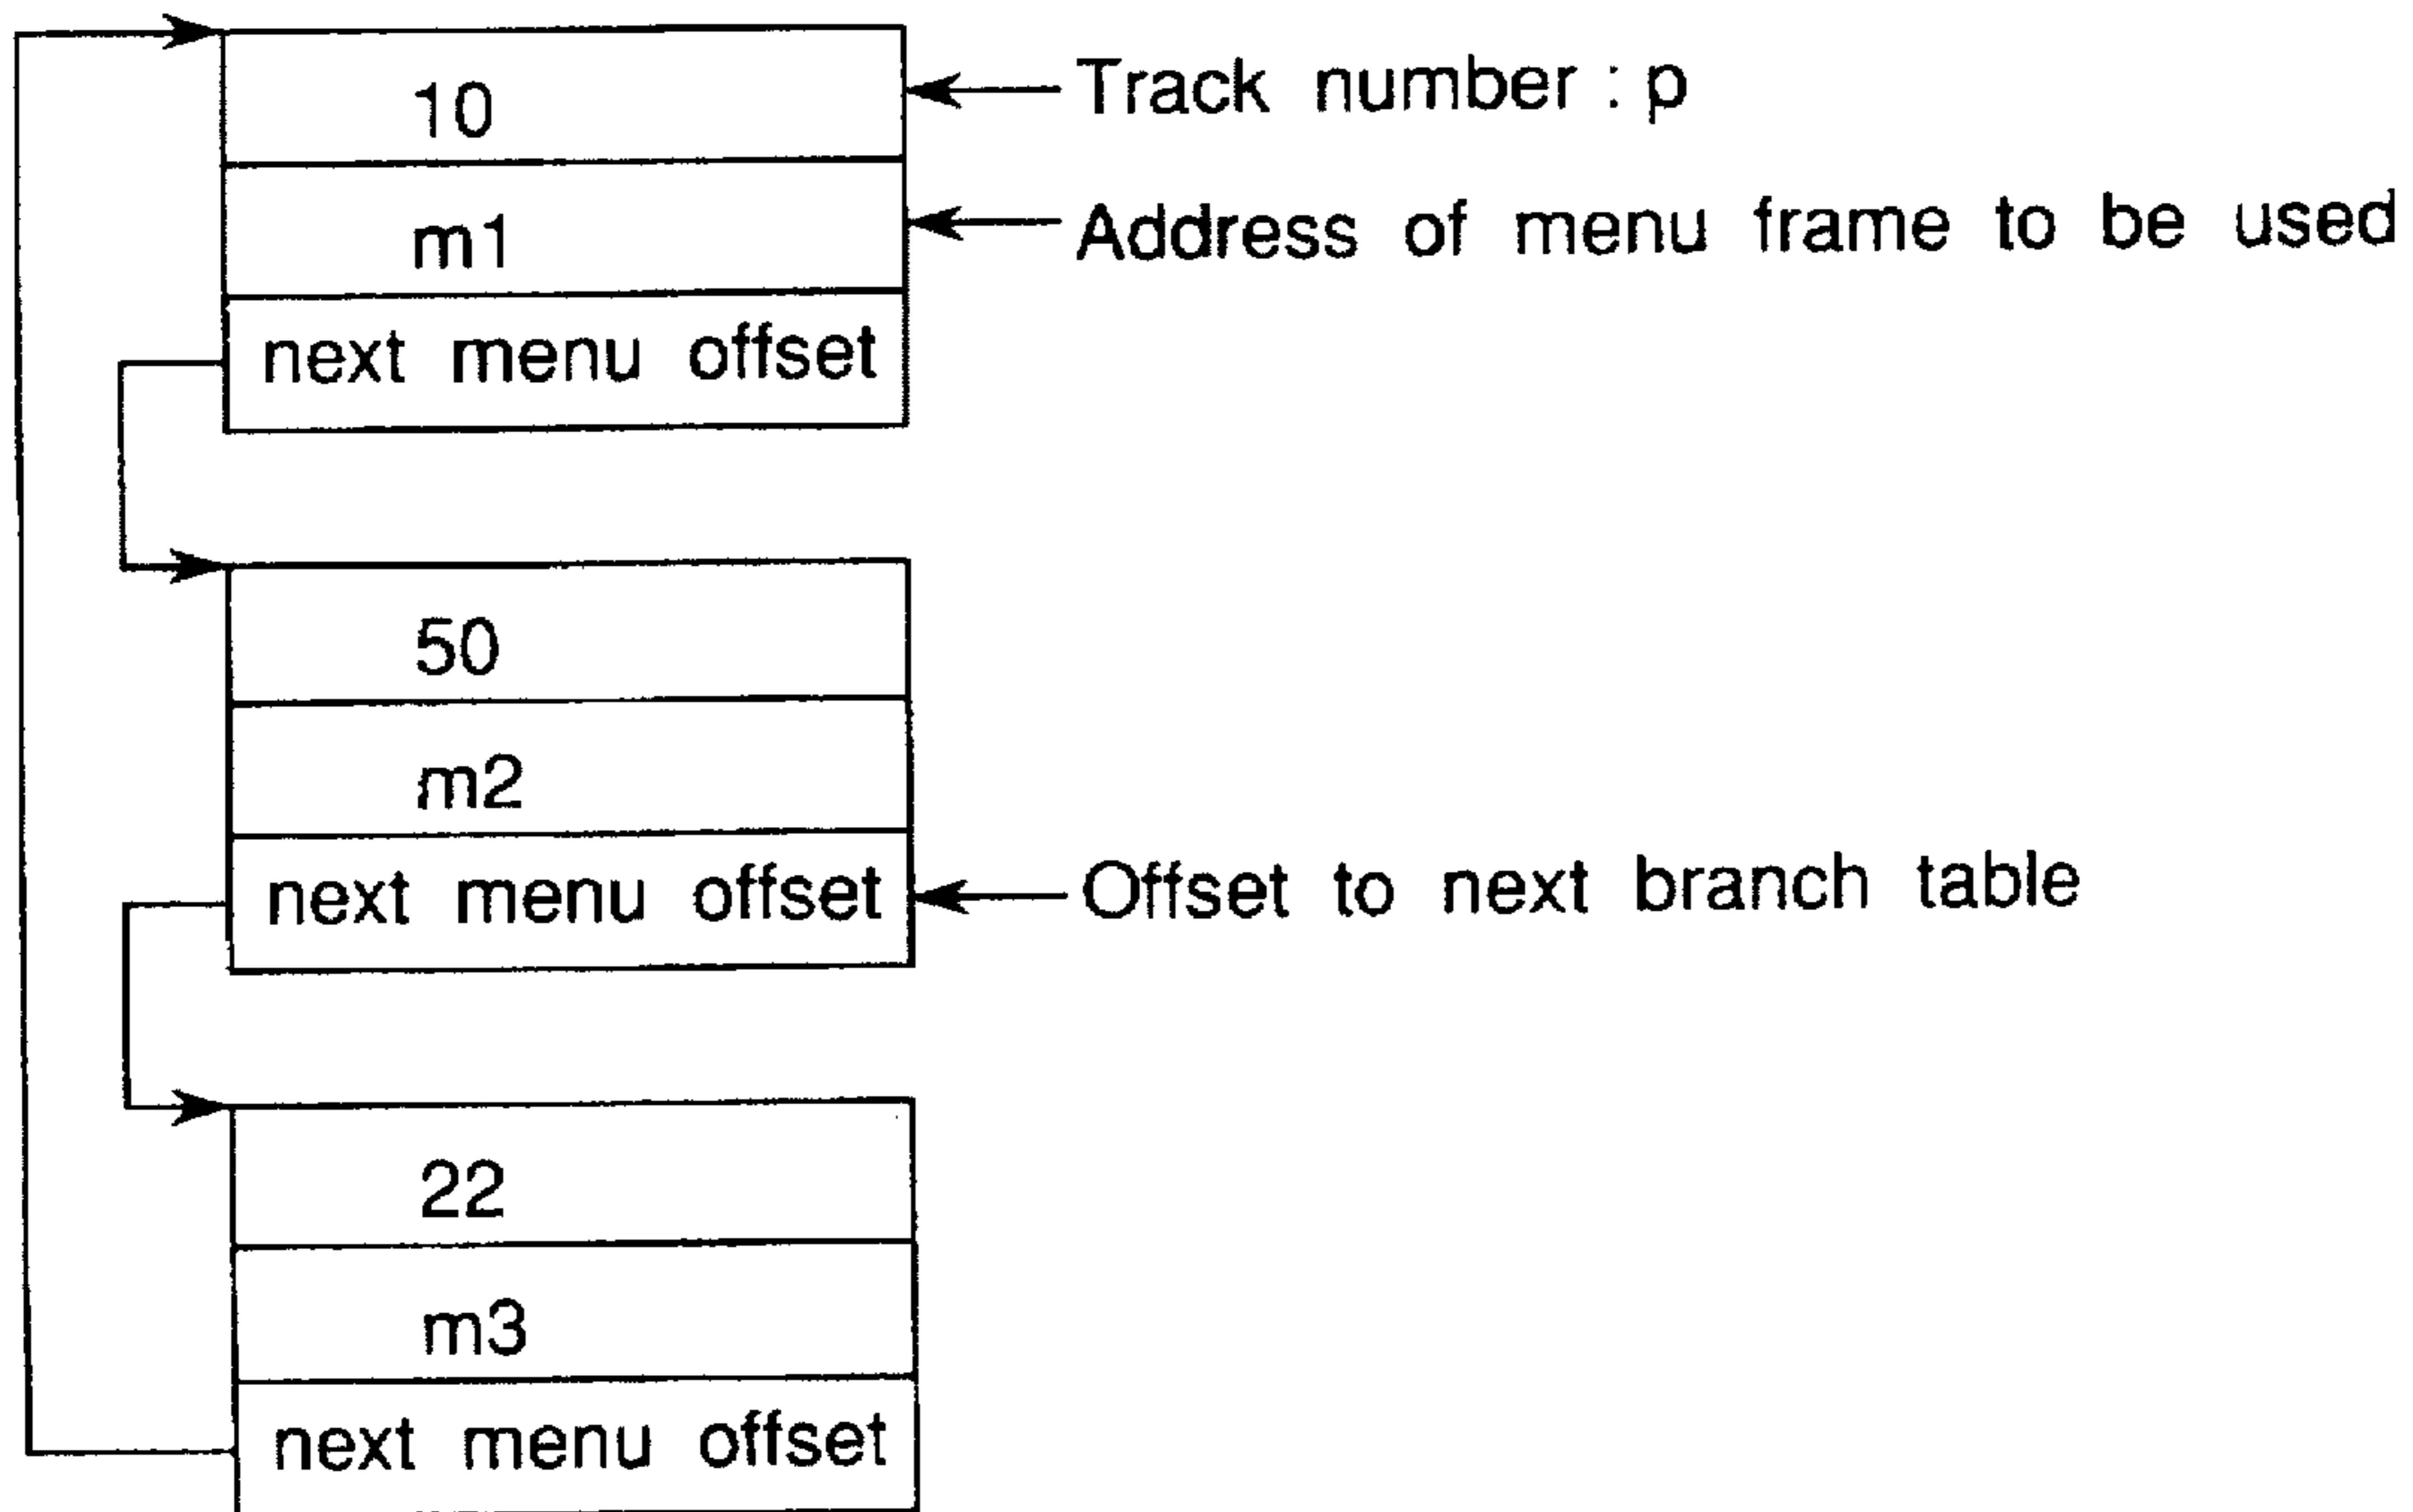 10
Track number : p
m1
Address of menu frame to be used
next menu offset
50
m2
next menu offset
Offset to next branch table
22
m3
next menu offset